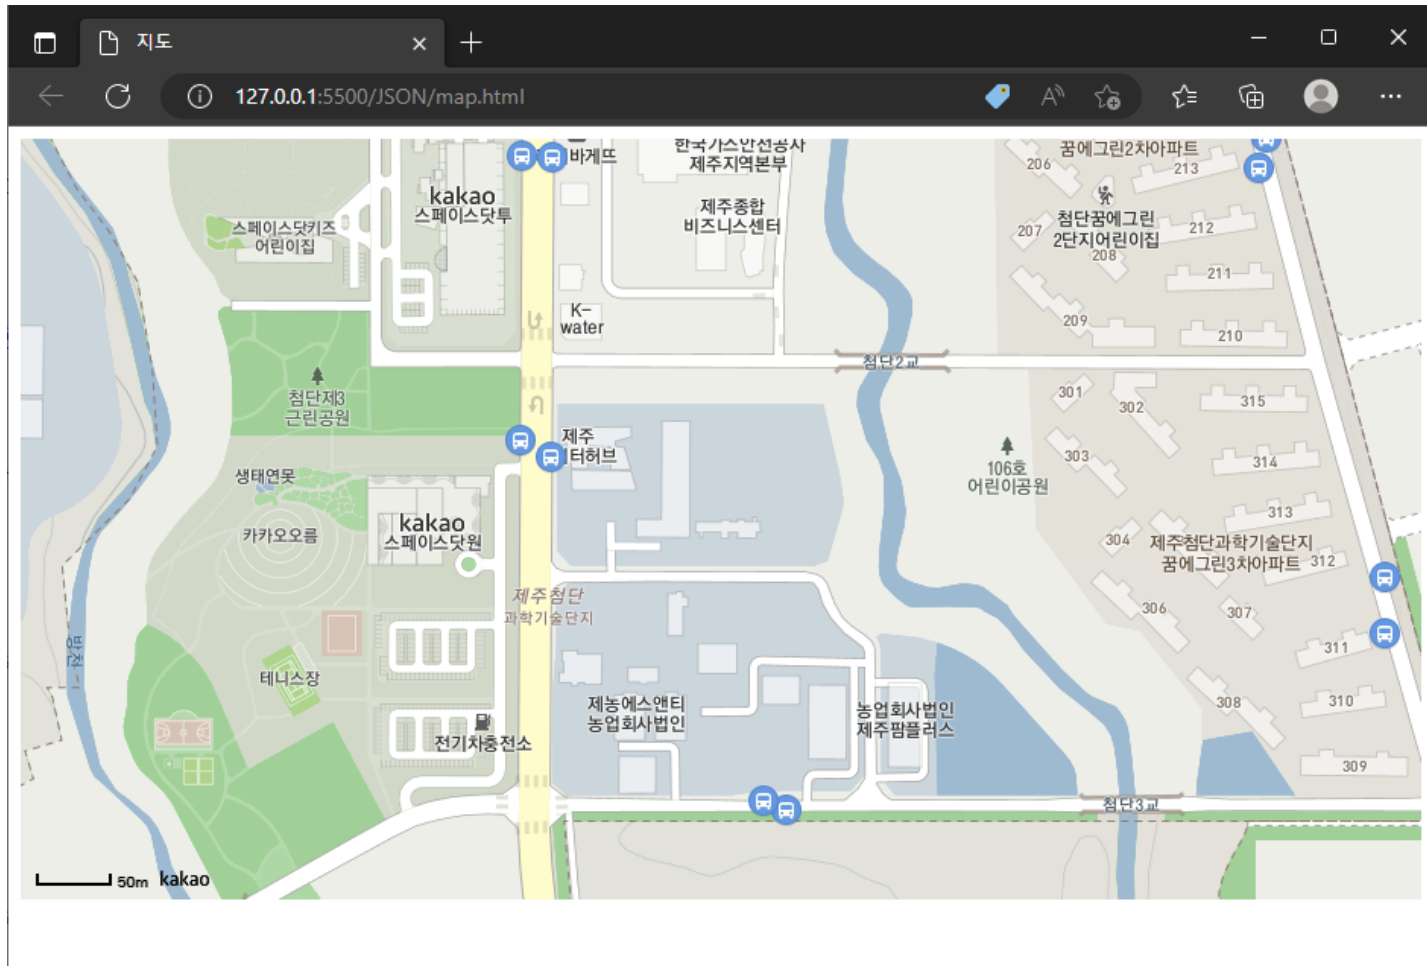 지도
127.0.0.1:5500/JSON/map.html
바게뜨
한국가스안전공사
제주지역본부
꿈에그린2차아파트
206
213
kakao
스페이스닷투
제주종합
비즈니스센터
첨단꿈에그린
2단지어린이집
스페이스닷키즈
어린이집
207
212
208
211
K-
water
209
210
첨단2교
첨단제3
근린공원
301
302
315
제주
터허브
303
314
106호
어린이공원
생태연못
kakao
스페이스닷원
카카오오름
313
304
제주첨단과학기술단지
꿈에그린3차아파트
312
제주첨단
과학기술단지
306
307
방천
311
테니스장
제농에스앤티
농업회사법인
농업회사법인
제주팜플러스
308
310
전기차충전소
309
첨단3교
50m
kakao